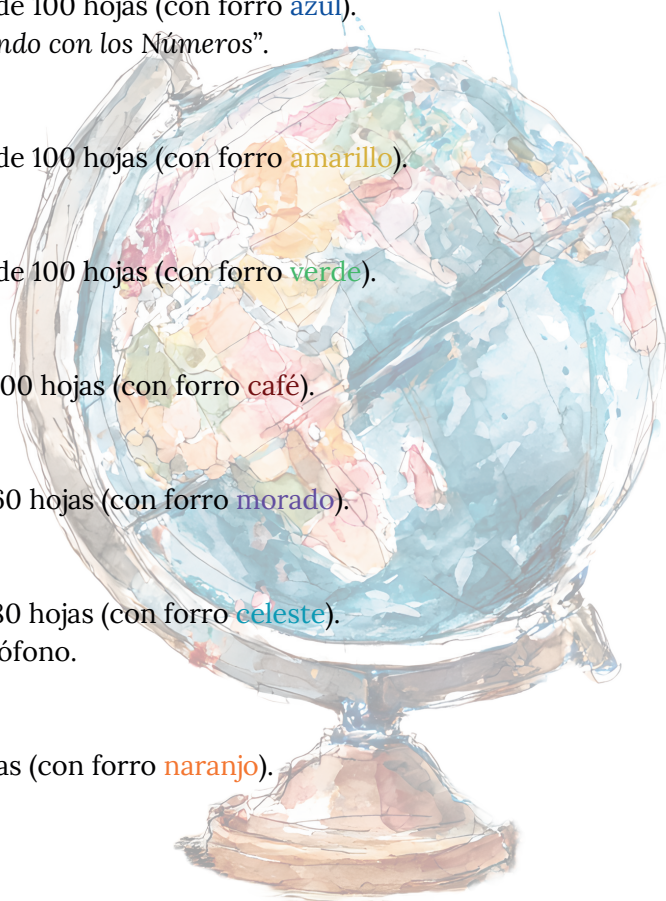 de 100 hojas (con forro azul).
ndo con los Números”.
de 100 hojas (con forro amarillo).
de 100 hojas (con forro verde).
00 hojas (con forro café).
60 hojas (con forro morado).
80 hojas (con forro celeste).
ófono.
as (con forro naranjo).